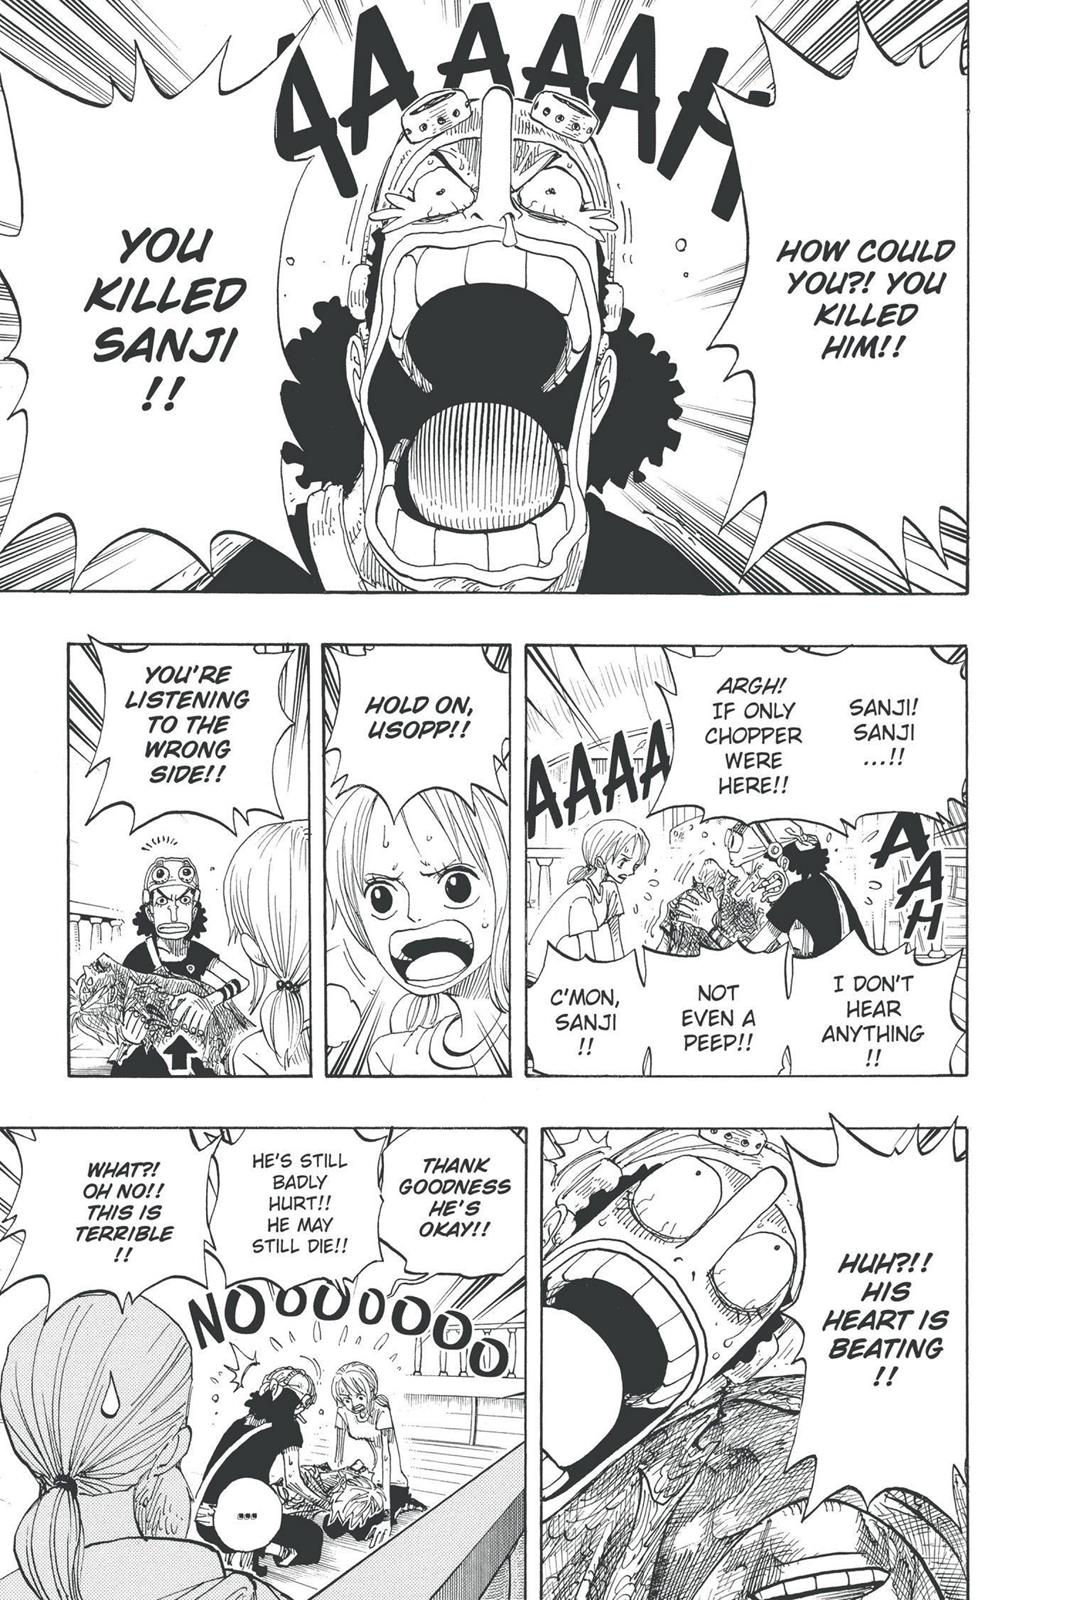 AAAAAAH
HOW COULD
YOU?! YOU
KILLED
HIM!!
YOU
KILLED
SANJI
!!
SANJI!
SANJI
...!!
ARGH!
IF ONLY
CHOPPER
WERE
HERE!!
AAAA
AAH
I DON'T
HEAR
ANYTHING
!!
NOT
EVEN A
PEEP!!
C'MON,
SANJI
!!
HOLD ON,
USOPP!!
YOU'RE
LISTENING
TO THE
WRONG
SIDE!!
HUH?!!
HIS
HEART IS
BEATING
!!
THANK
GOODNESS
HE'S
OKAY!!
HE'S STILL
BADLY
HURT!!
HE MAY
STILL DIE!!
WHAT?!
OH NO!!
THIS IS
TERRIBLE
!!
NOOOOOOOO
...